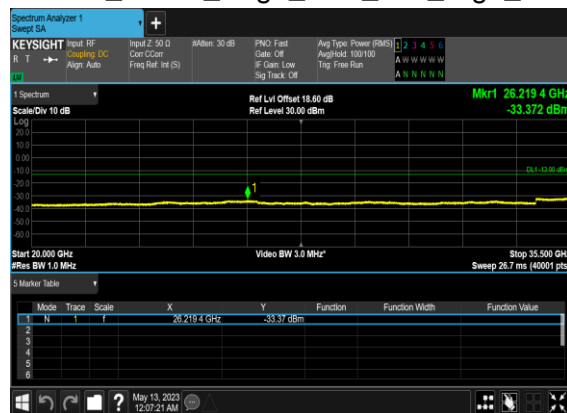 Spectrum Analyzer 1
Swept SA
+
KEYSIGHT Input: RF Input Z: 50 Ω #Atten: 30 dB PNO: Fast Avg Type: Power (RMS) 1 2 3 4 5 6
R T Coupling: DC Corr CCorr Gate: Off Avg|Hold: 100/100 A W W W W W
Align: Auto Freq Ref: Int (S) IF Gain: Low Trig: Free Run
Sig Track: Off A N N N N N
1 Spectrum Ref Lvl Offset 18.60 dB Mkr1 26.219 4 GHz
Scale/Div 10 dB Ref Level 30.00 dBm -33.372 dBm
Log
20.0
10.0
0.00
-10.0 DL1 -13.00 dBm
-20.0
1
-30.0
-40.0
-50.0
-60.0
Start 20.000 GHz Video BW 3.0 MHz* Stop 35.500 GHz
#Res BW 1.0 MHz Sweep 26.7 ms (40001 pts)
5 Marker Table
Mode Trace Scale X Y Function Function Width Function Value
1 N 1 f 26.219 4 GHz -33.37 dBm
2
3
4
5
6
? May 13, 2023
12:07:21 AM